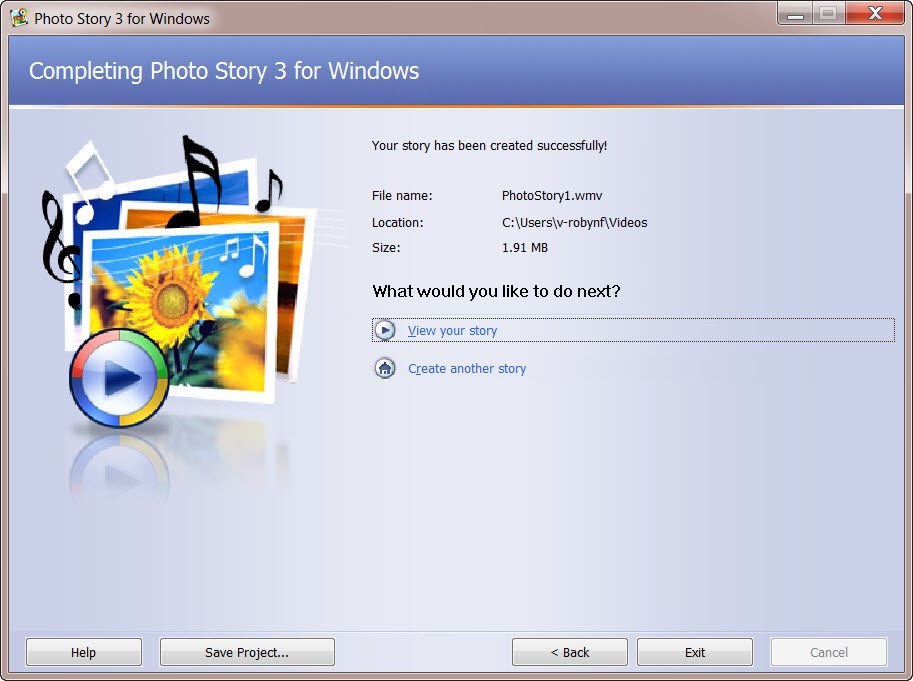 Photo Story 3 for Windows
Completing Photo Story 3 for Windows
Your story has been created successfully!
File name: PhotoStory1.wmv
Location: C:\Users\v-robynf\Videos
Size: 1.91 MB
What would you like to do next?
View your story
Create another story
Help Save Project... < Back Exit Cancel